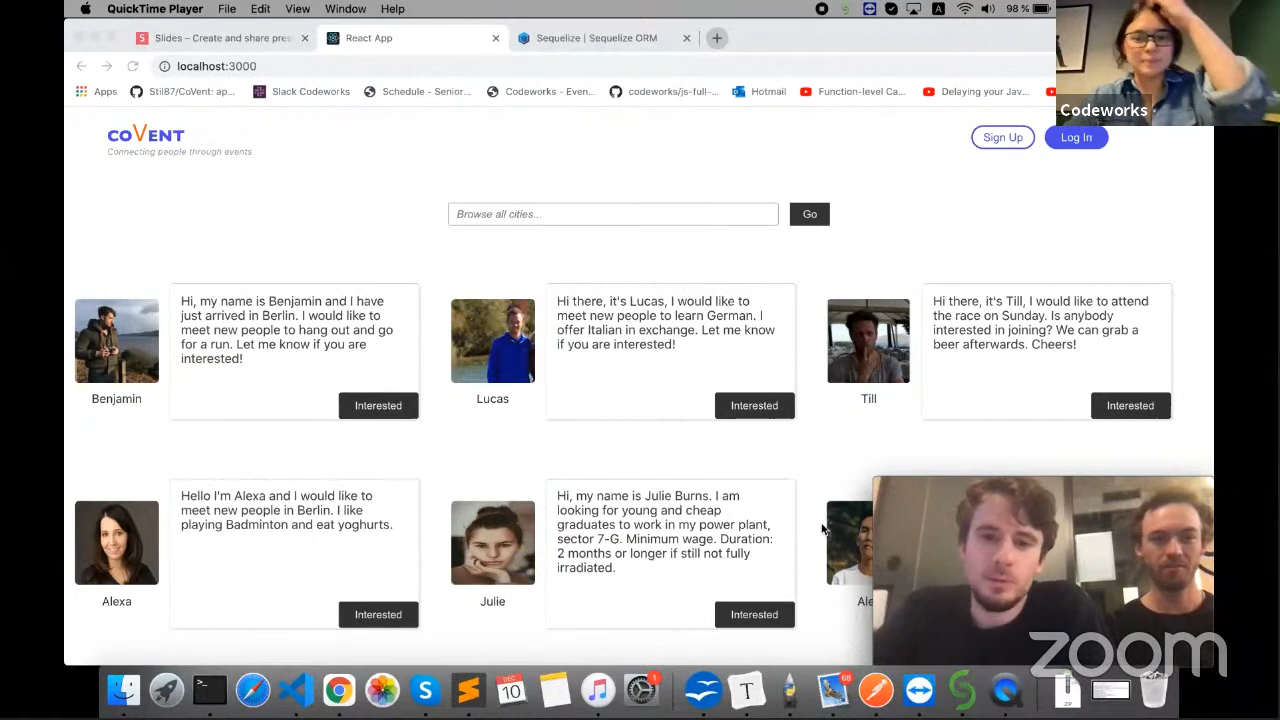 QuickTime Player File Edit View Window Help
98 %
Slides – Create and share pres
React App
Sequelize | Sequelize ORM
localhost:3000
Apps
Stil87/CoVent: ap...
Slack Codeworks
Schedule - Senior...
Codeworks - Even...
codeworks/js-full-...
Hotmail
Function-level Ca...
Delaying your Jav...
Codeworks
COVENT
Connecting people through events
Sign Up
Log In
Browse all cities...
Go
Hi, my name is Benjamin and I have
just arrived in Berlin. I would like to
meet new people to hang out and go
for a run. Let me know if you are
interested!
Interested
Benjamin
Hi there, it's Lucas, I would like to
meet new people to learn German. I
offer Italian in exchange. Let me know
if you are interested!
Interested
Lucas
Hi there, it's Till, I would like to attend
the race on Sunday. Is anybody
interested in joining? We can grab a
beer afterwards. Cheers!
Interested
Till
Hello I'm Alexa and I would like to
meet new people in Berlin. I like
playing Badminton and eat yoghurts.
Interested
Alexa
Hi, my name is Julie Burns. I am
looking for young and cheap
graduates to work in my power plant,
sector 7-G. Minimum wage. Duration:
2 months or longer if still not fully
irradiated.
Interested
Julie
Ale
zoom
DEC
10
1
T
68
ZIP